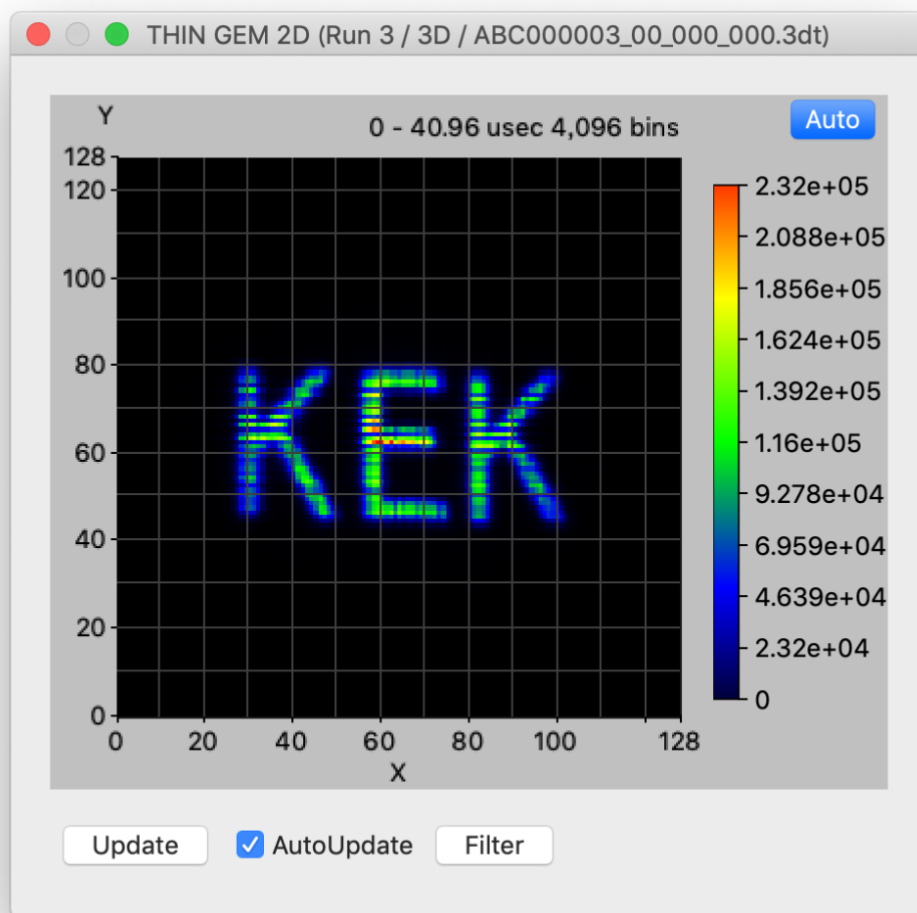 THIN GEM 2D (Run 3 / 3D / ABC000003_00_000_000.3dt)
Y
0 - 40.96 usec 4,096 bins
Auto
128
120
100
80
60
40
20
0
KEK
0 20 40 60 80 100 128
X
2.32e+05
2.088e+05
1.856e+05
1.624e+05
1.392e+05
1.16e+05
9.278e+04
6.959e+04
4.639e+04
2.32e+04
0
Update AutoUpdate Filter